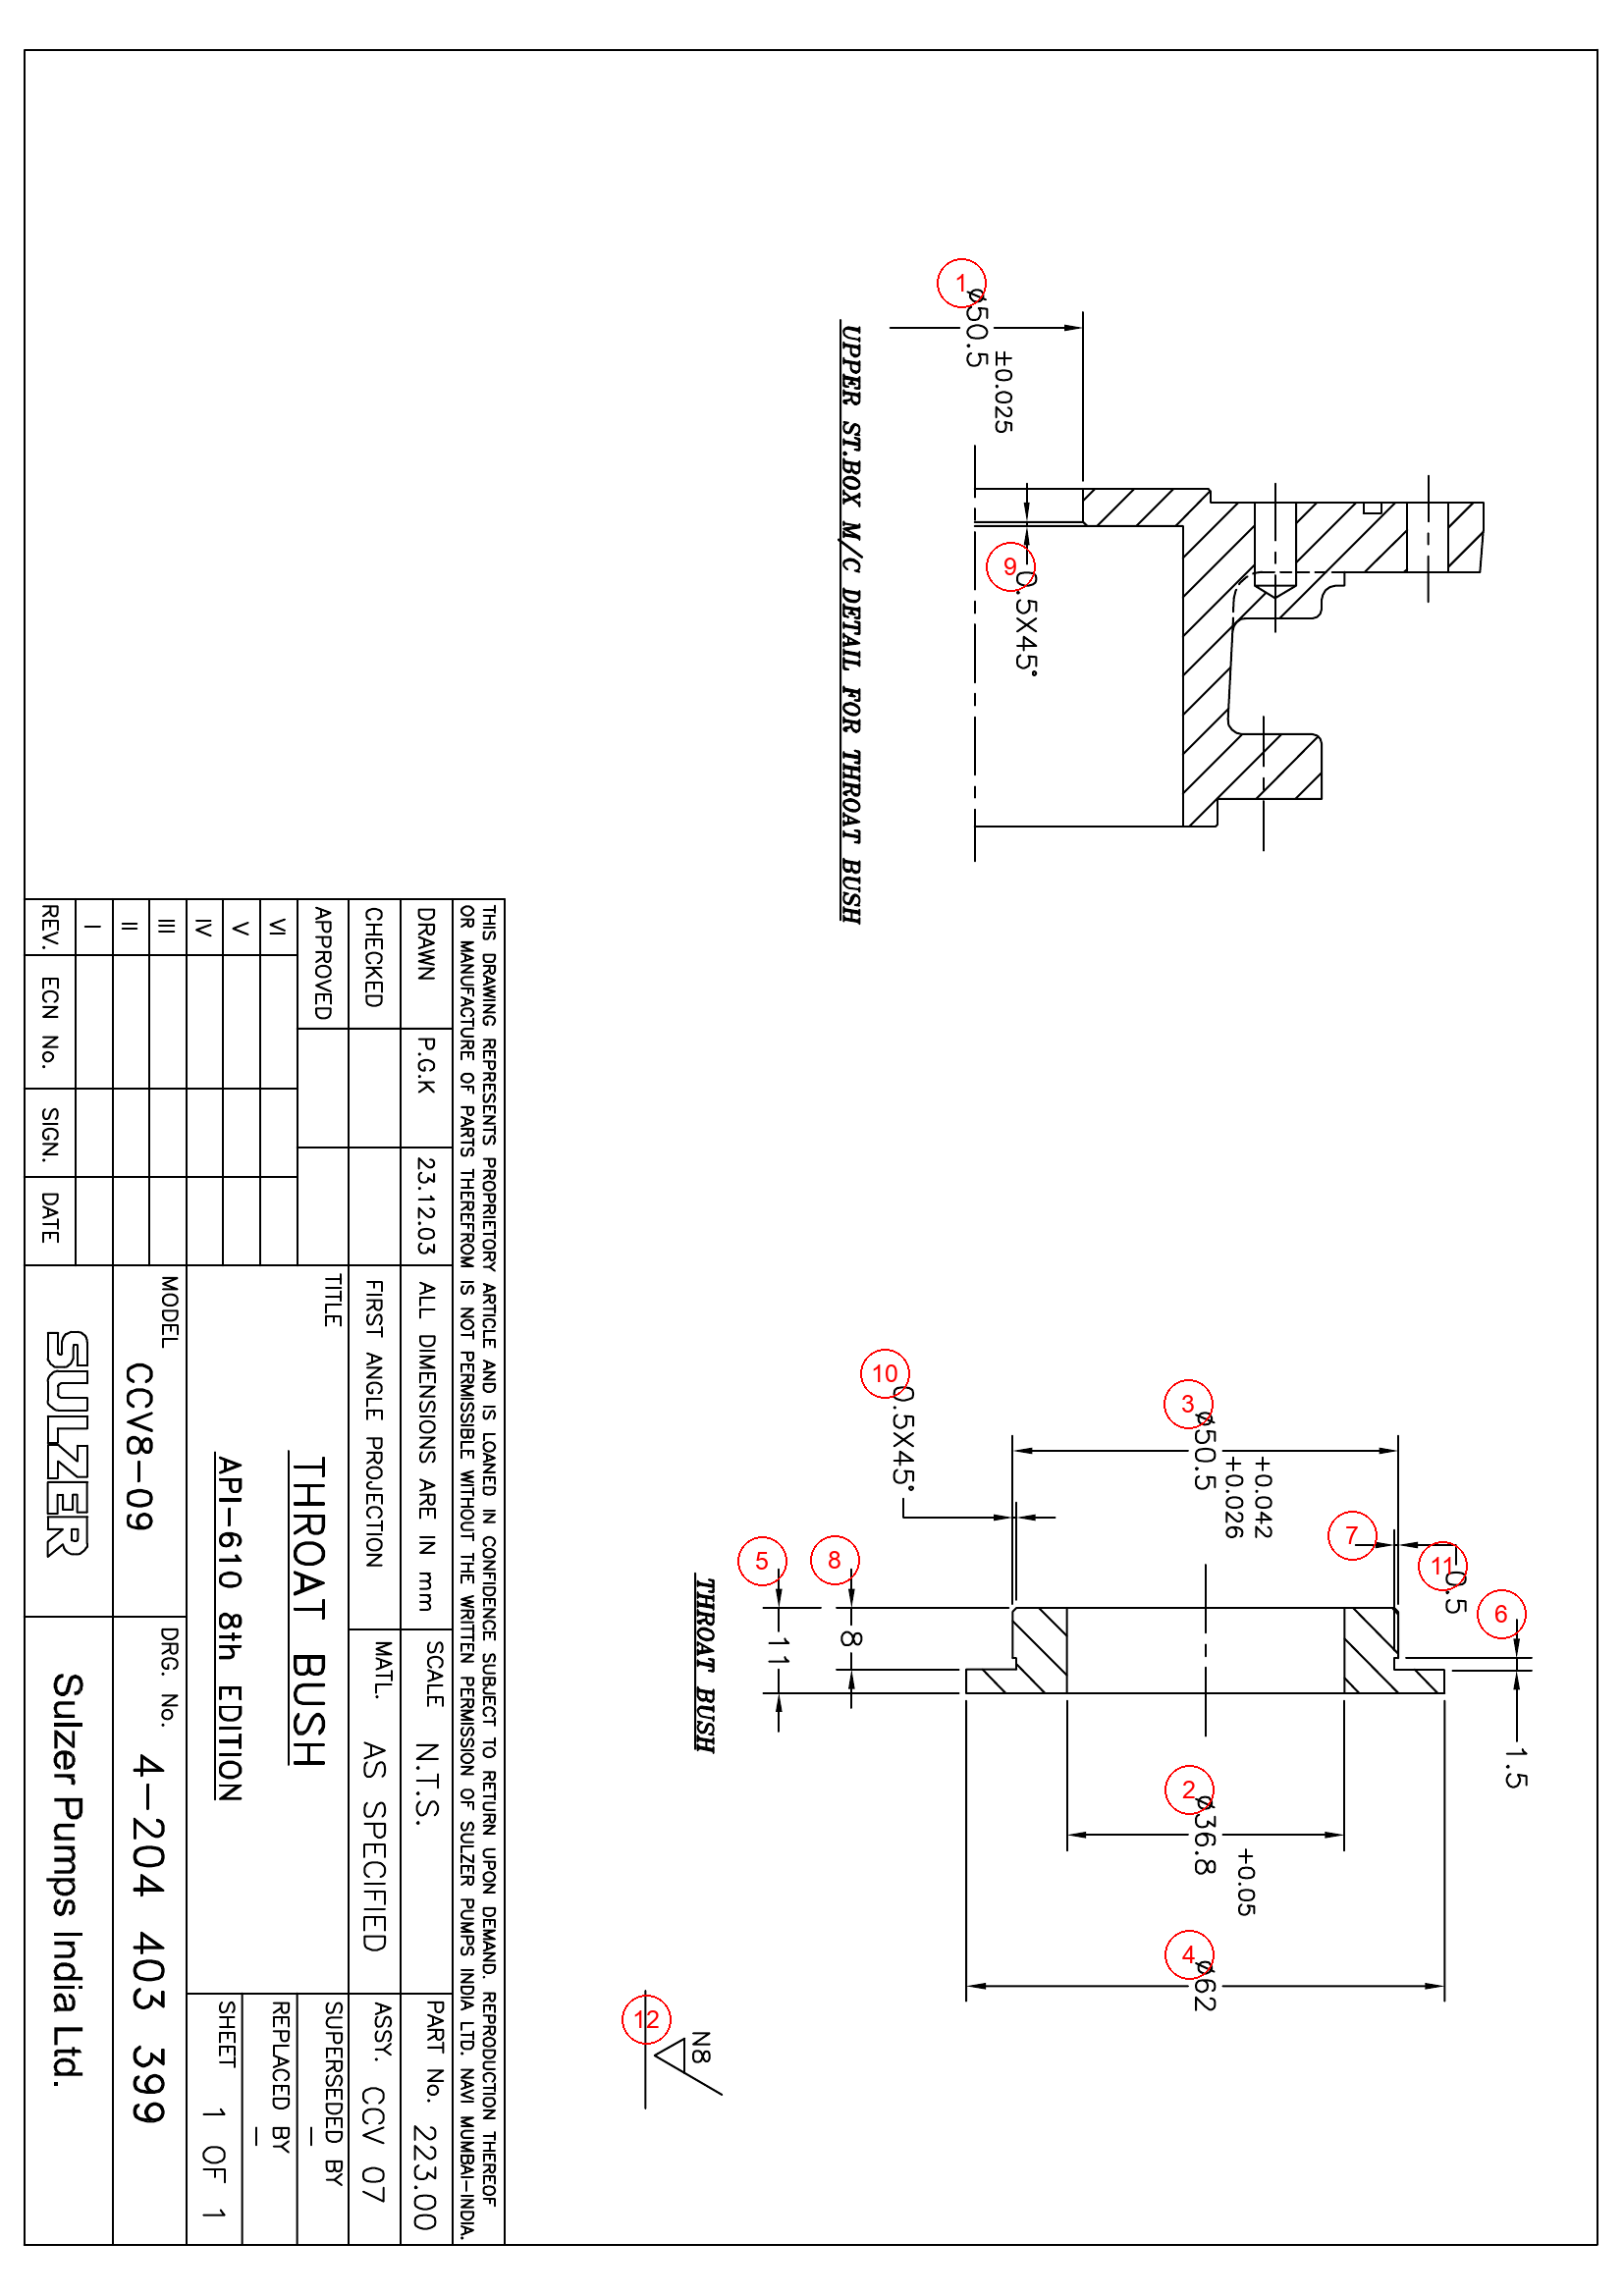 1
ø50.5
±0.025
9
0.5X45°
UPPER ST.BOX M/C DETAIL FOR THROAT BUSH
3
ø50.5
+0.042
+0.026
7
11
0.5
6
1.5
10
0.5X45°
5
11
8
8
2
ø36.8
+0.05
4
ø62
THROAT BUSH
12
N8
THIS DRAWING REPRESENTS PROPRIETORY ARTICLE AND IS LOANED IN CONFIDENCE SUBJECT TO RETURN UPON DEMAND. REPRODUCTION THEREOF
OR MANUFACTURE OF PARTS THEREFROM IS NOT PERMISSIBLE WITHOUT THE WRITTEN PERMISSION OF SULZER PUMPS INDIA LTD. NAVI MUMBAI-INDIA.
DRAWN P.G.K 23.12.03 ALL DIMENSIONS ARE IN mm SCALE N.T.S. PART No. 223.00
CHECKED FIRST ANGLE PROJECTION MATL. AS SPECIFIED ASSY. CCV 07
APPROVED TITLE THROAT BUSH SUPERSEDED BY –
VI REPLACED BY –
V API-610 8th EDITION
IV SHEET 1 OF 1
III MODEL DRG. No.
II CCV8-09 4-204 403 399
I
REV. ECN No. SIGN. DATE SULZER Sulzer Pumps India Ltd.